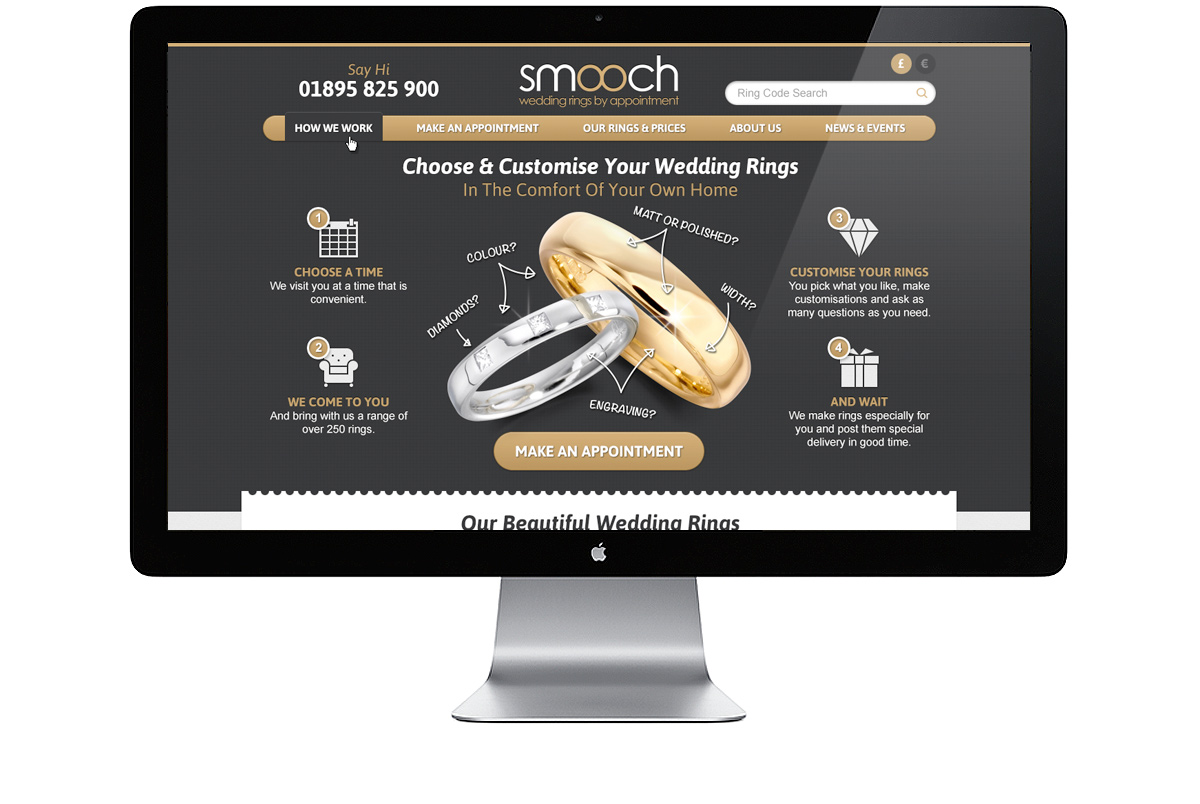 Say Hi
01895 825 900
smooch
wedding rings by appointment
£ €
Ring Code Search
HOW WE WORK
MAKE AN APPOINTMENT
OUR RINGS & PRICES
ABOUT US
NEWS & EVENTS
Choose & Customise Your Wedding Rings
In The Comfort Of Your Own Home
1
CHOOSE A TIME
We visit you at a time that is
convenient.
2
WE COME TO YOU
And bring with us a range of
over 250 rings.
COLOUR?
MATT OR POLISHED?
DIAMONDS?
WIDTH?
ENGRAVING?
MAKE AN APPOINTMENT
3
CUSTOMISE YOUR RINGS
You pick what you like, make
customisations and ask as
many questions as you need.
4
AND WAIT
We make rings especially for
you and post them special
delivery in good time.
Our Beautiful Wedding Rings